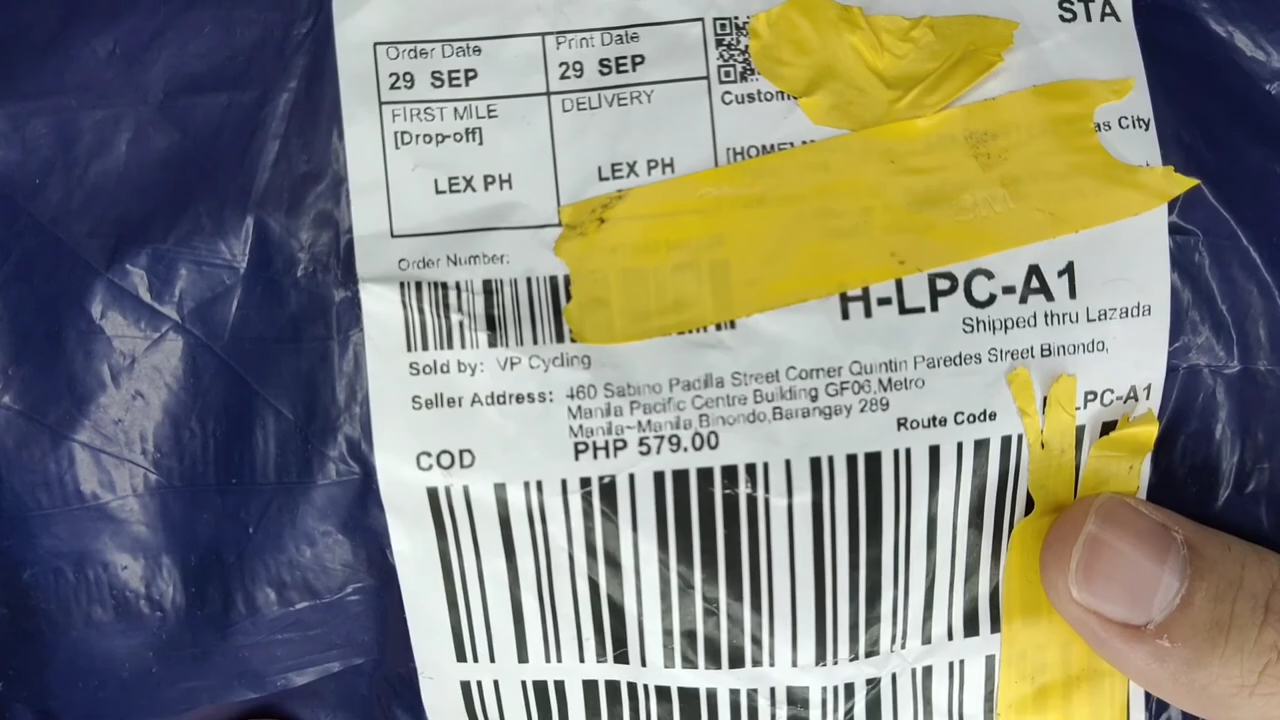 STA
Order Date
29 SEP
Print Date
29 SEP
FIRST MILE
[Drop-off]
LEX PH
DELIVERY
LEX PH
[HOME]
as City
Order Number:
H-LPC-A1
Shipped thru Lazada
Sold by: VP Cycling
Seller Address: 460 Sabino Padilla Street Corner Quintin Paredes Street Binondo,
Manila Pacific Centre Building GF06,Metro
Manila~Manila,Binondo,Barangay 289
COD
PHP 579.00
Route Code
LPC-A1
3M